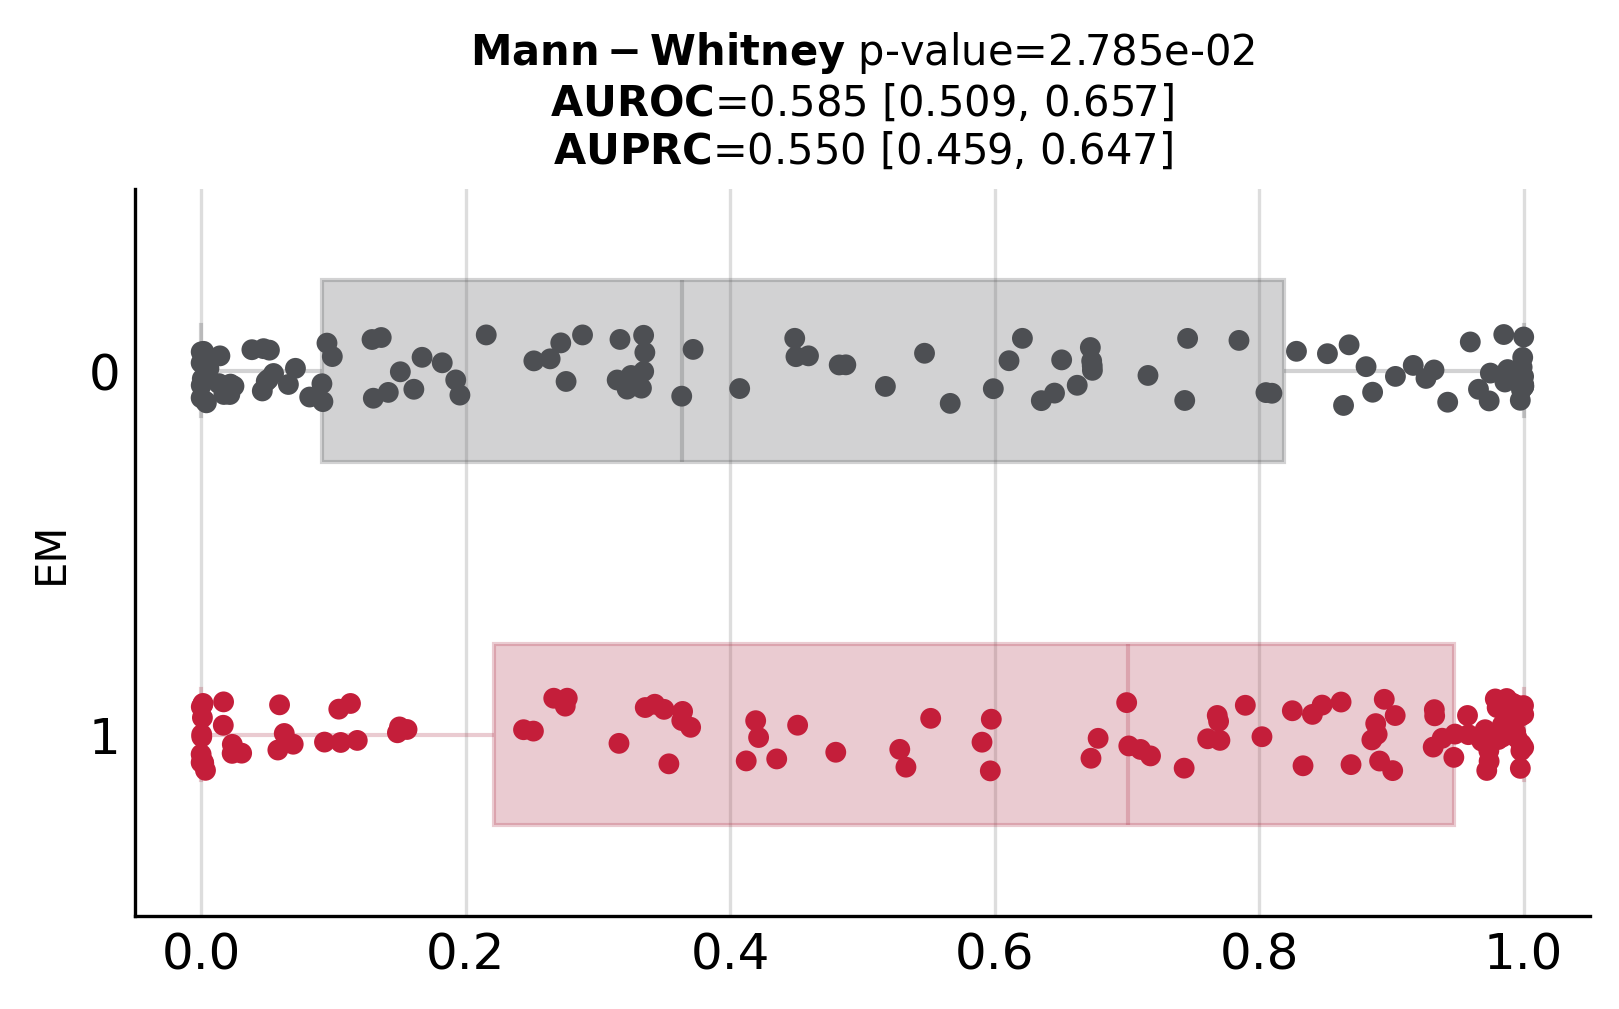 Mann − Whitney p-value=2.785e-02
AUROC=0.585 [0.509, 0.657]
AUPRC=0.550 [0.459, 0.647]
0
EM
1
0.0 0.2 0.4 0.6 0.8 1.0